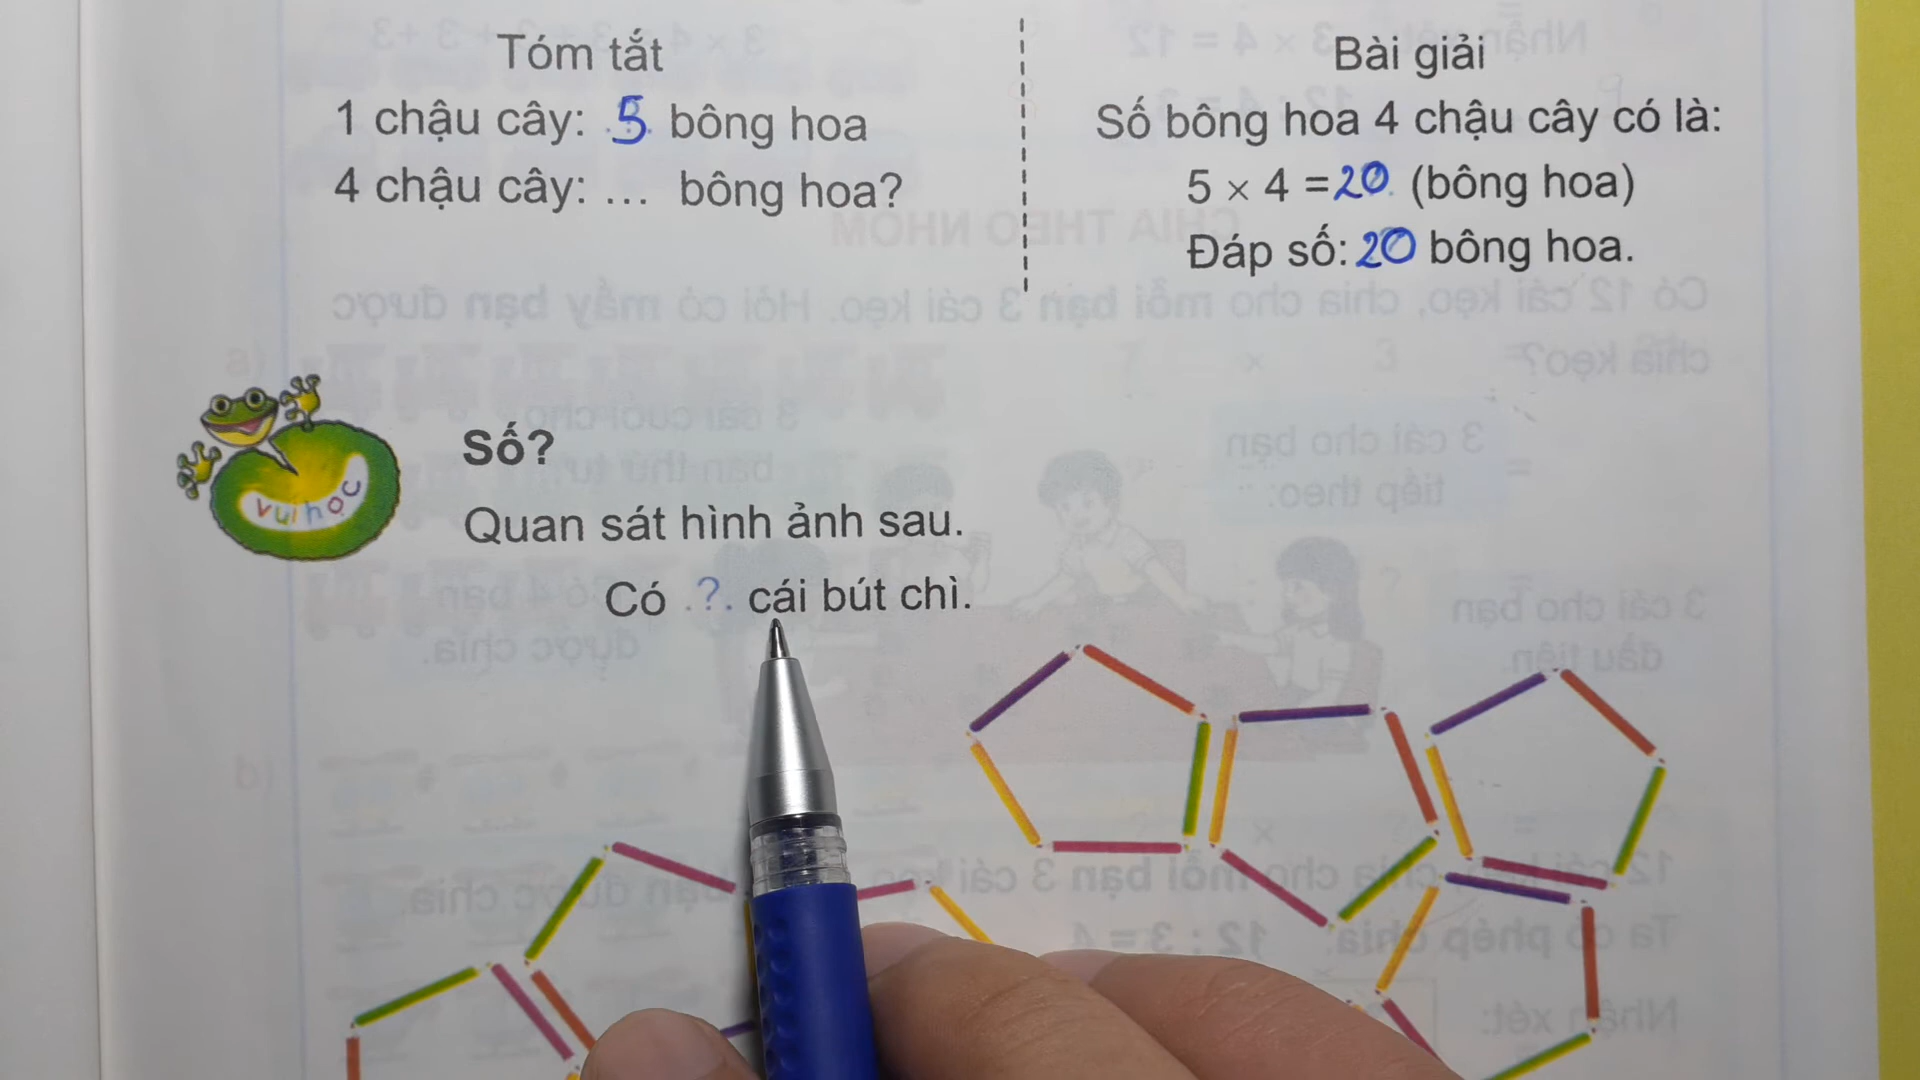 Tóm tắt
1 chậu cây: 5 bông hoa
4 chậu cây: ... bông hoa?
Bài giải
Số bông hoa 4 chậu cây có là:
5 × 4 = 20 (bông hoa)
Đáp số: 20 bông hoa.
vui học
Số?
Quan sát hình ảnh sau.
Có .?. cái bút chì.